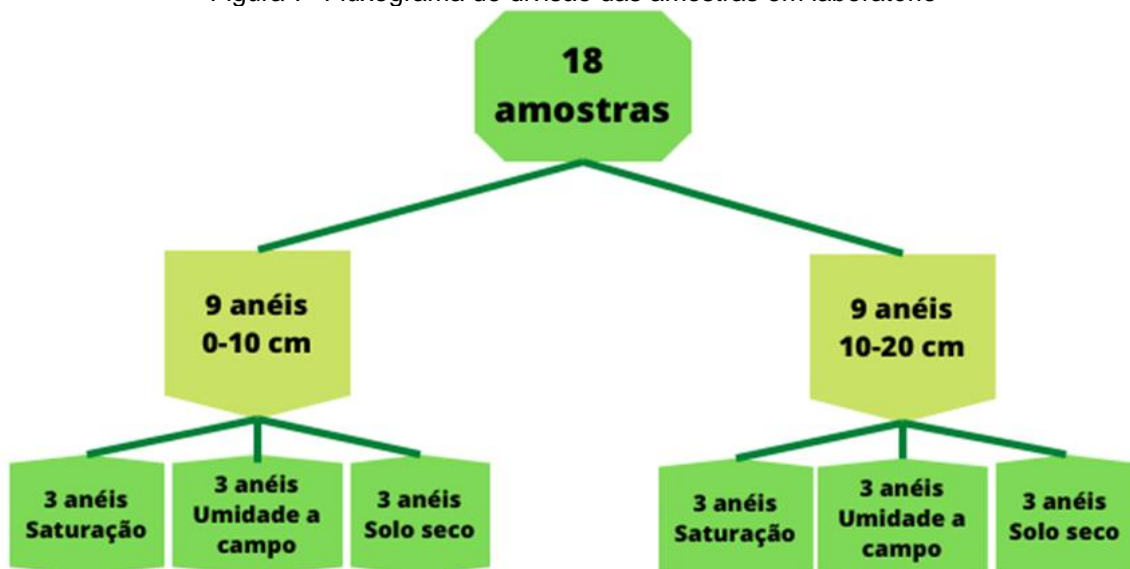 18
amostras
9 anéis
0-10 cm
9 anéis
10-20 cm
3 anéis
Saturação
3 anéis
Umidade a
campo
3 anéis
Solo seco
3 anéis
Saturação
3 anéis
Umidade a
campo
3 anéis
Solo seco